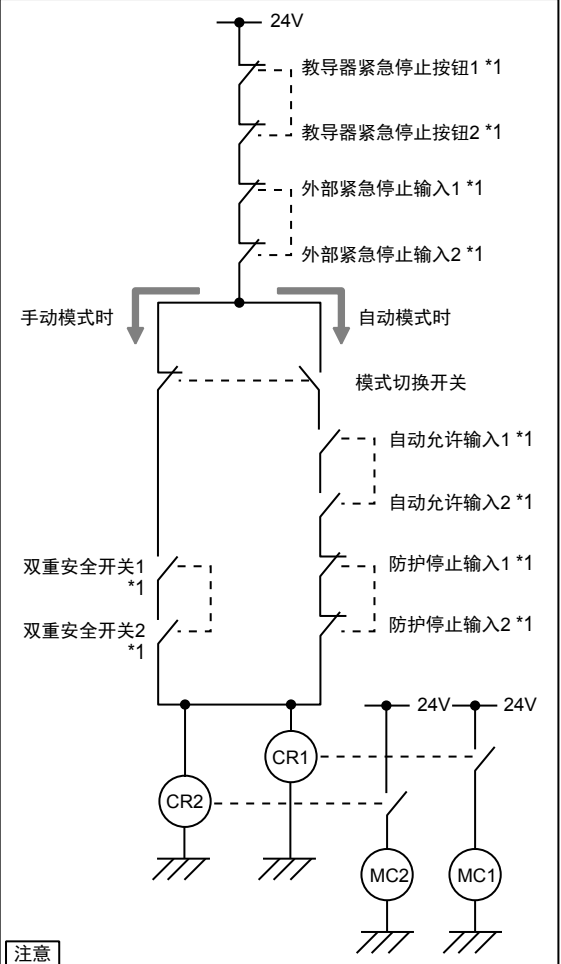 24V
教导器紧急停止按钮1 *1
教导器紧急停止按钮2 *1
外部紧急停止输入1 *1
外部紧急停止输入2 *1
手动模式时
自动模式时
模式切换开关
自动允许输入1 *1
自动允许输入2 *1
双重安全开关1
*1
防护停止输入1 *1
双重安全开关2
*1
防护停止输入2 *1
24V
24V
CR1
CR2
MC2
MC1
注意